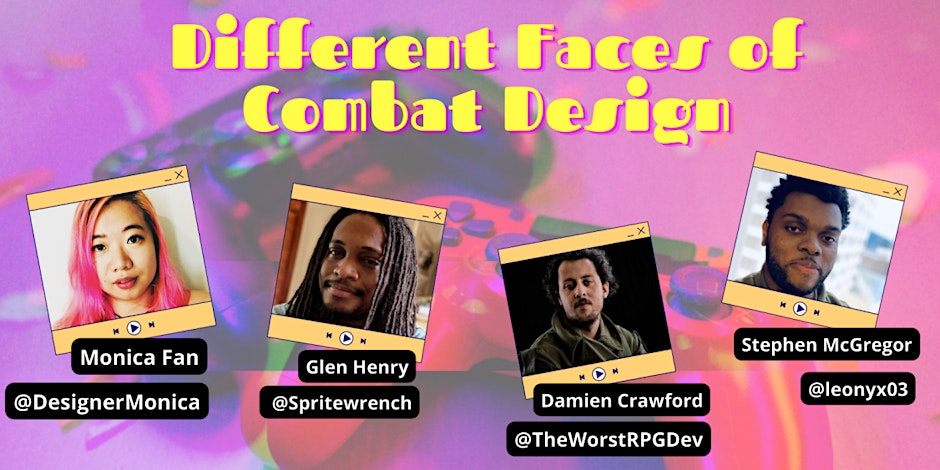 Different Faces of
Combat Design
Monica Fan
@DesignerMonica
Glen Henry
@Spritewrench
Damien Crawford
@TheWorstRPGDev
Stephen McGregor
@leonyx03